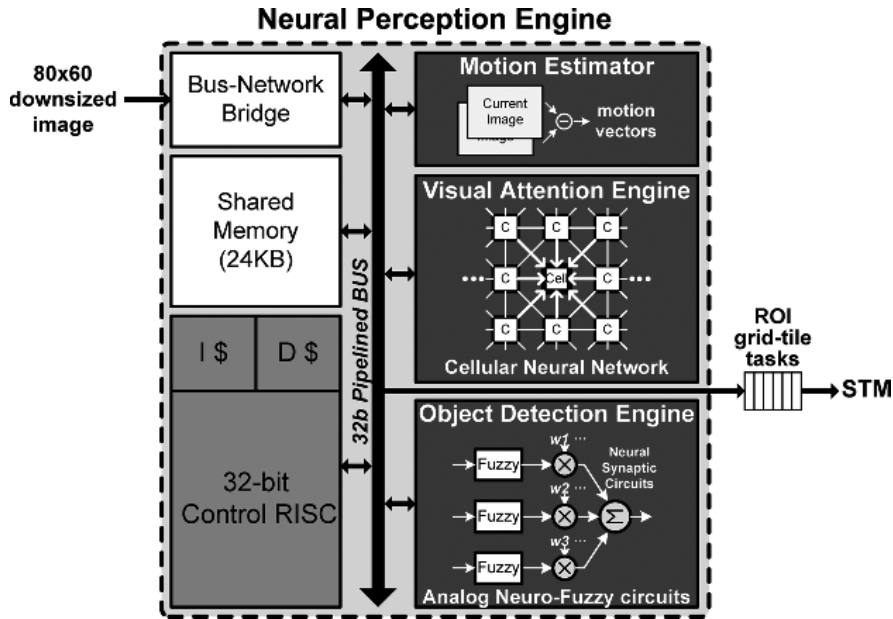 Neural Perception Engine
80x60
downsized
image
Bus-Network
Bridge
Shared
Memory
(24KB)
I $
D $
32-bit
Control RISC
32b Pipelined BUS
Motion Estimator
Current
Image
motion
vectors
Visual Attention Engine
C C C
C Cell C
C C C
Cellular Neural Network
ROI
grid-tile
tasks
STM
Object Detection Engine
w1 ...
Fuzzy
Neural
Synaptic
Circuits
w2 ...
Fuzzy
Σ
w3 ...
Fuzzy
Analog Neuro-Fuzzy circuits